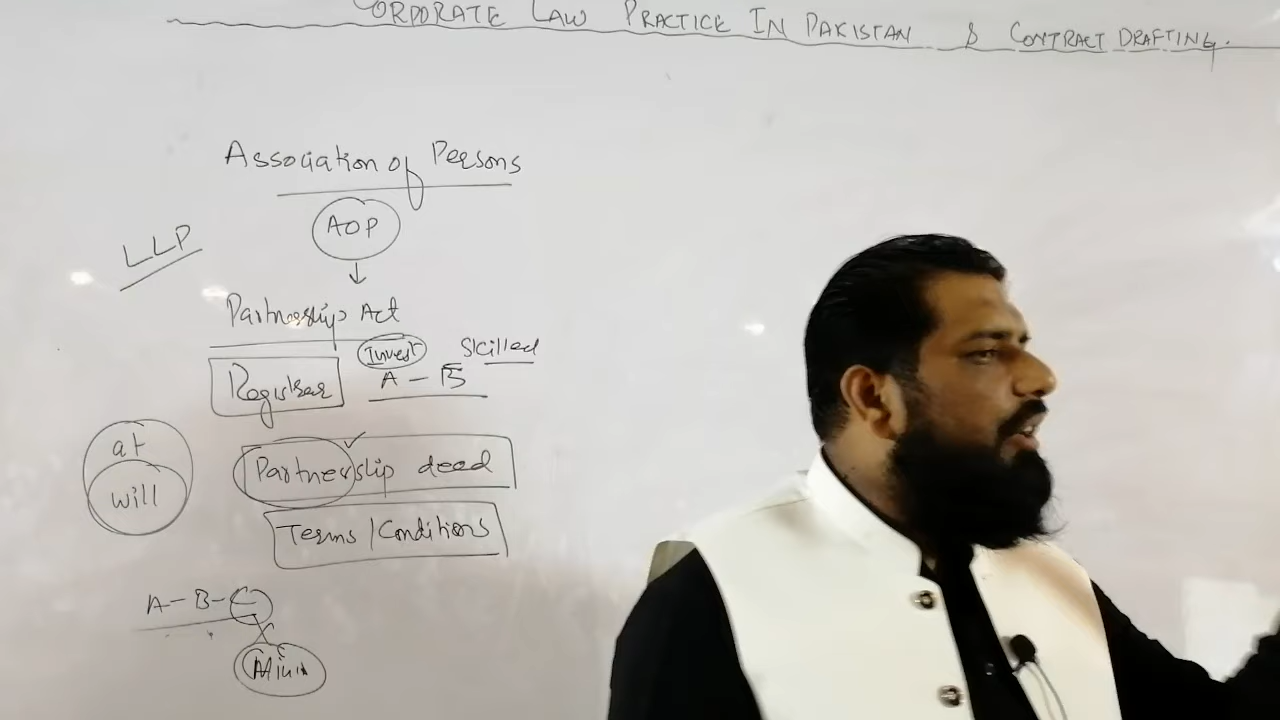 CORPORATE LAW PRACTICE IN PAKISTAN & CONTRACT DRAFTING.
Association of Persons
AOP
LLP
Partnership Act
Invest Skilled
Registrar A - B
at
will
Partnership deed
Terms / Conditions
A - B - C